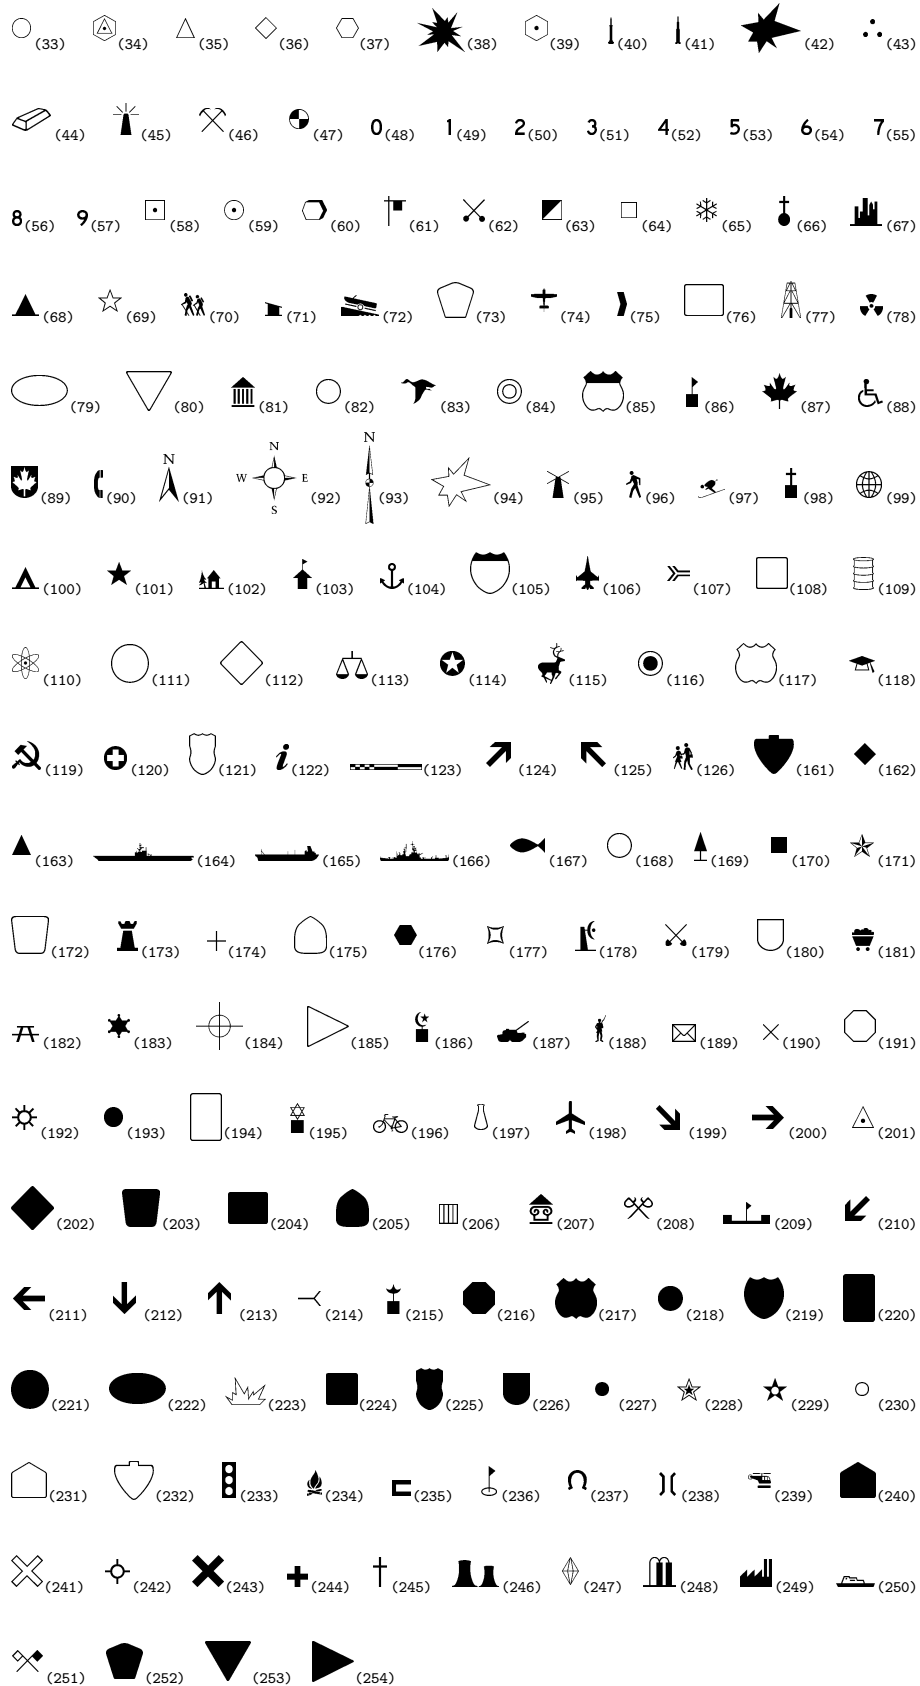 (33) (34) (35) (36) (37) (38) (39) (40) (41) (42) (43)
(44) (45) (46) (47) 0(48) 1(49) 2(50) 3(51) 4(52) 5(53) 6(54) 7(55)
8(56) 9(57) (58) (59) (60) (61) (62) (63) (64) (65) (66) (67)
(68) (69) (70) (71) (72) (73) (74) (75) (76) (77) (78)
(79) (80) (81) (82) (83) (84) (85) (86) (87) (88)
(89) (90) N (91) N W E S (92) N (93) (94) (95) (96) (97) (98) (99)
(100) (101) (102) (103) (104) (105) (106) (107) (108) (109)
(110) (111) (112) (113) (114) (115) (116) (117) (118)
(119) (120) (121) i (122) (123) (124) (125) (126) (161) (162)
(163) (164) (165) (166) (167) (168) (169) (170) (171)
(172) (173) (174) (175) (176) (177) (178) (179) (180) (181)
(182) (183) (184) (185) (186) (187) (188) (189) (190) (191)
(192) (193) (194) (195) (196) (197) (198) (199) (200) (201)
(202) (203) (204) (205) (206) (207) (208) (209) (210)
(211) (212) (213) (214) (215) (216) (217) (218) (219) (220)
(221) (222) (223) (224) (225) (226) (227) (228) (229) (230)
(231) (232) (233) (234) (235) (236) (237) (238) (239) (240)
(241) (242) (243) (244) (245) (246) (247) (248) (249) (250)
(251) (252) (253) (254)